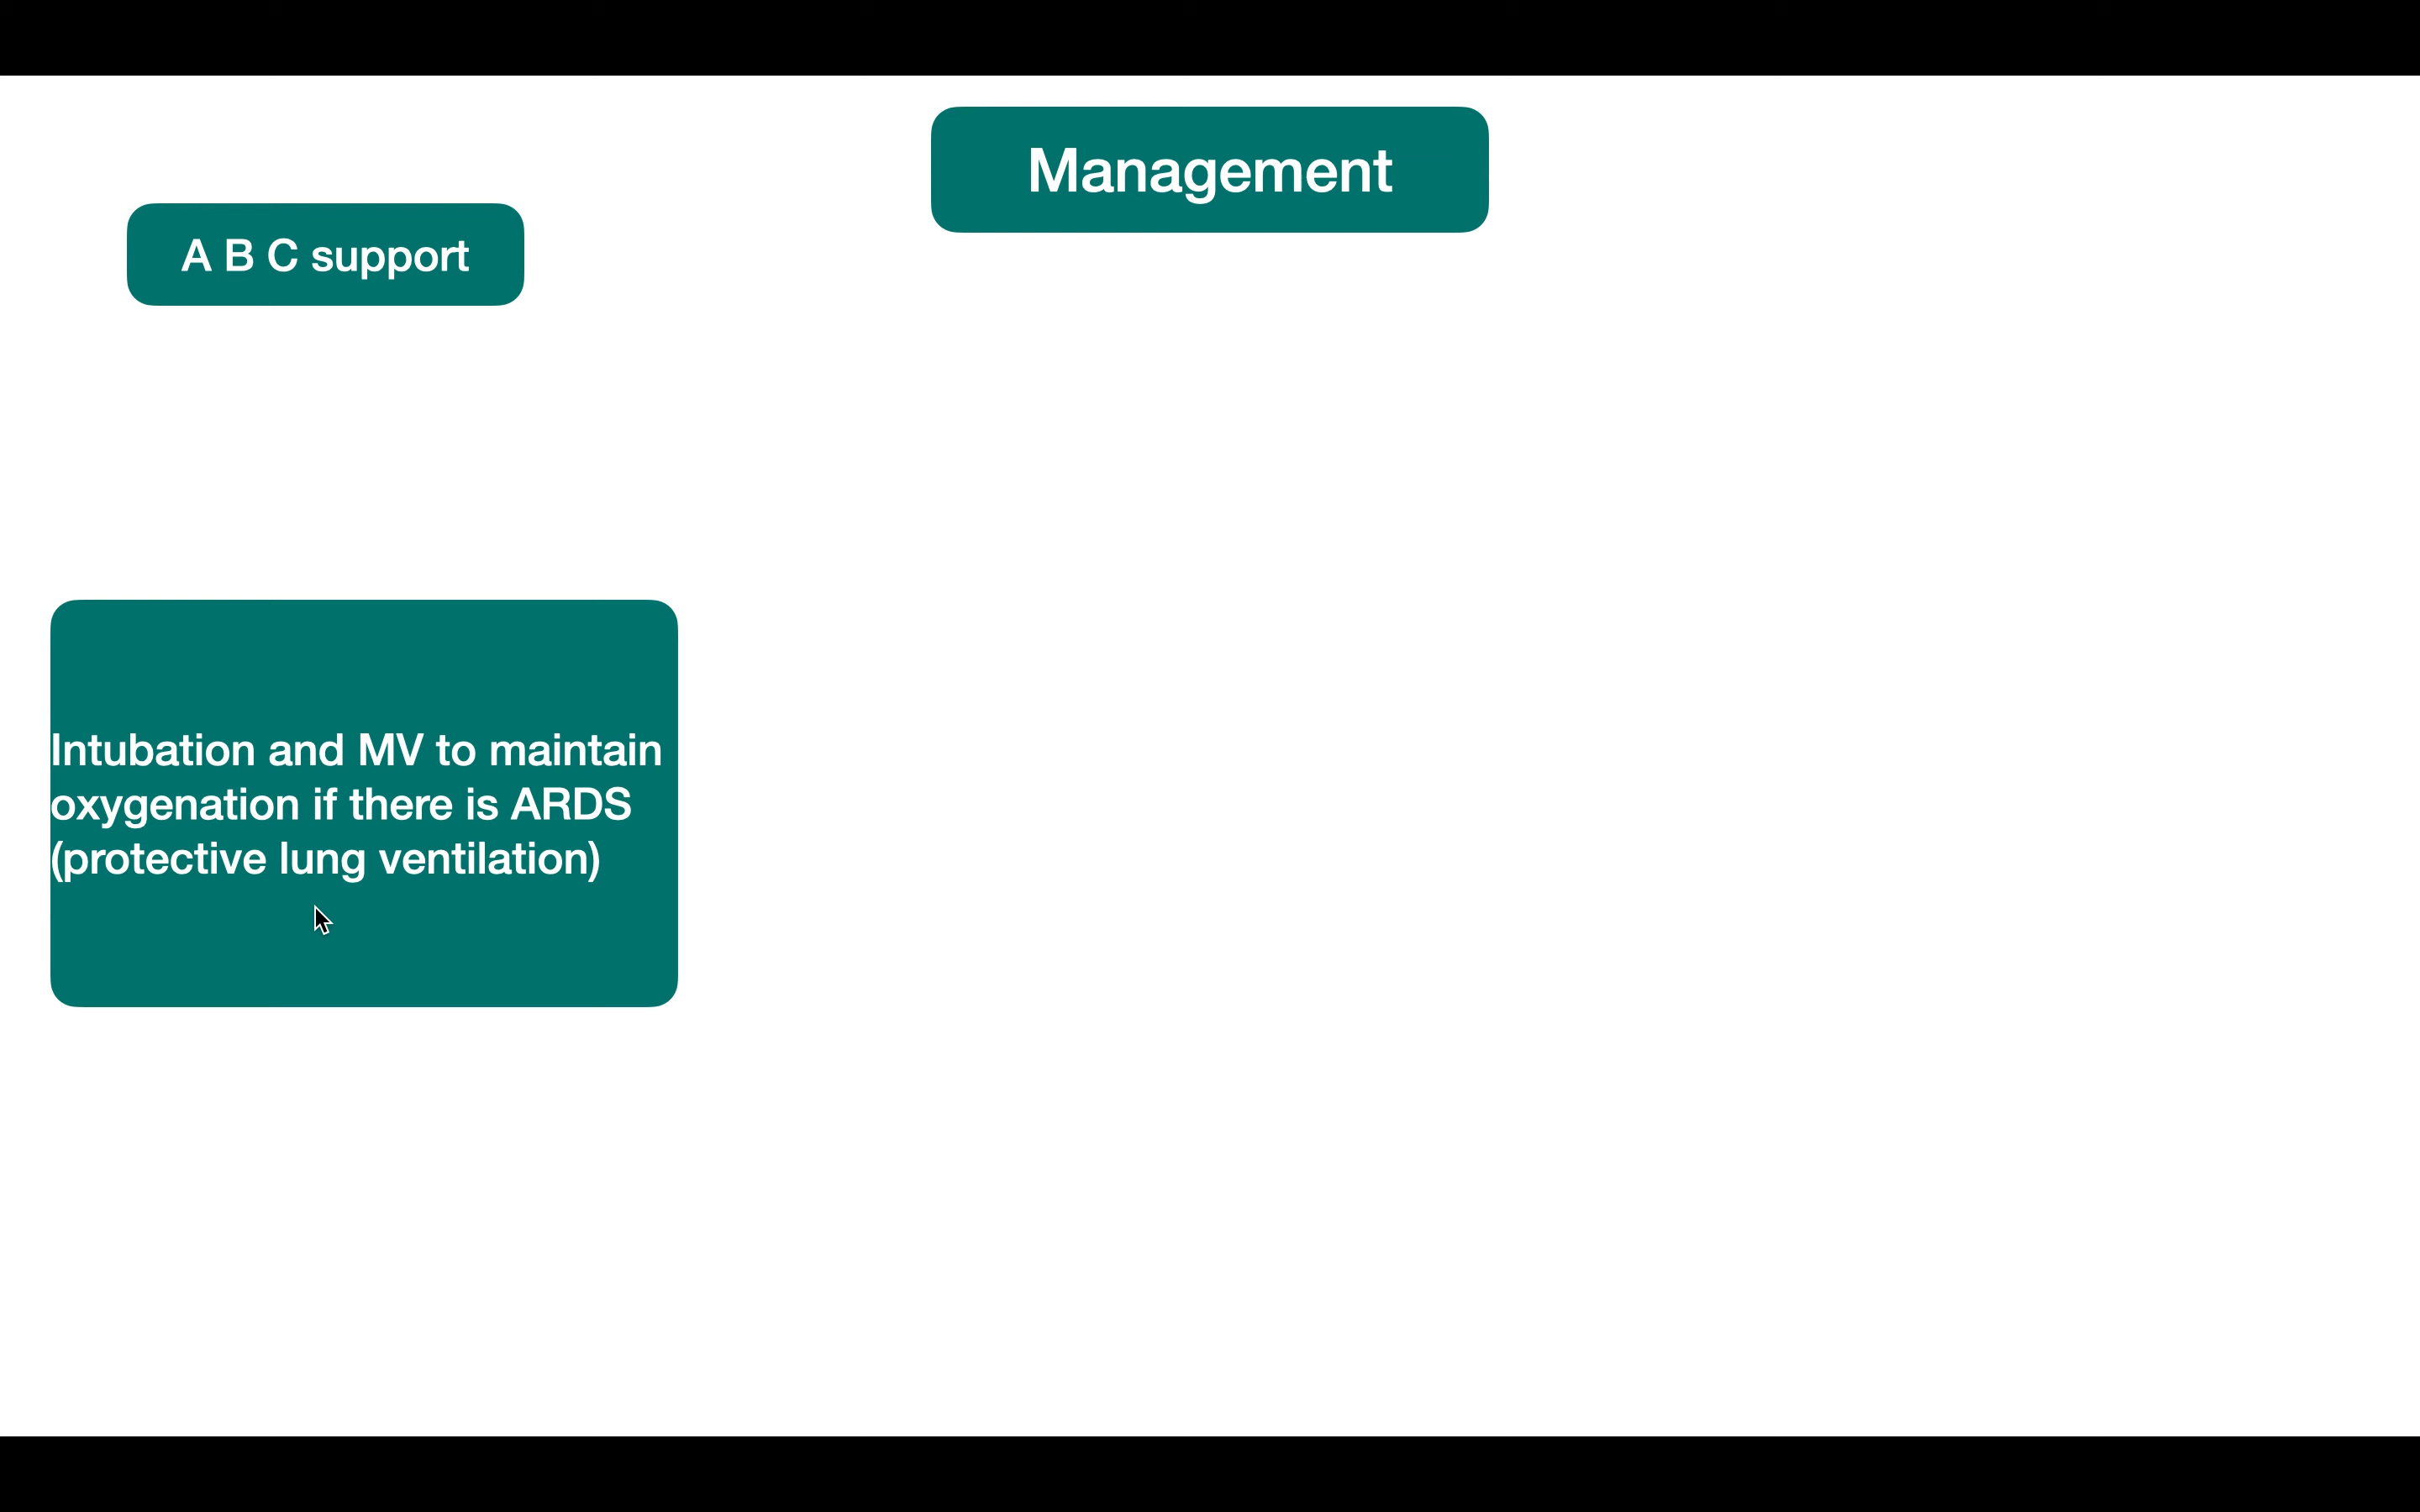 Management
A B C support
Intubation and MV to maintain
oxygenation if there is ARDS
(protective lung ventilation)